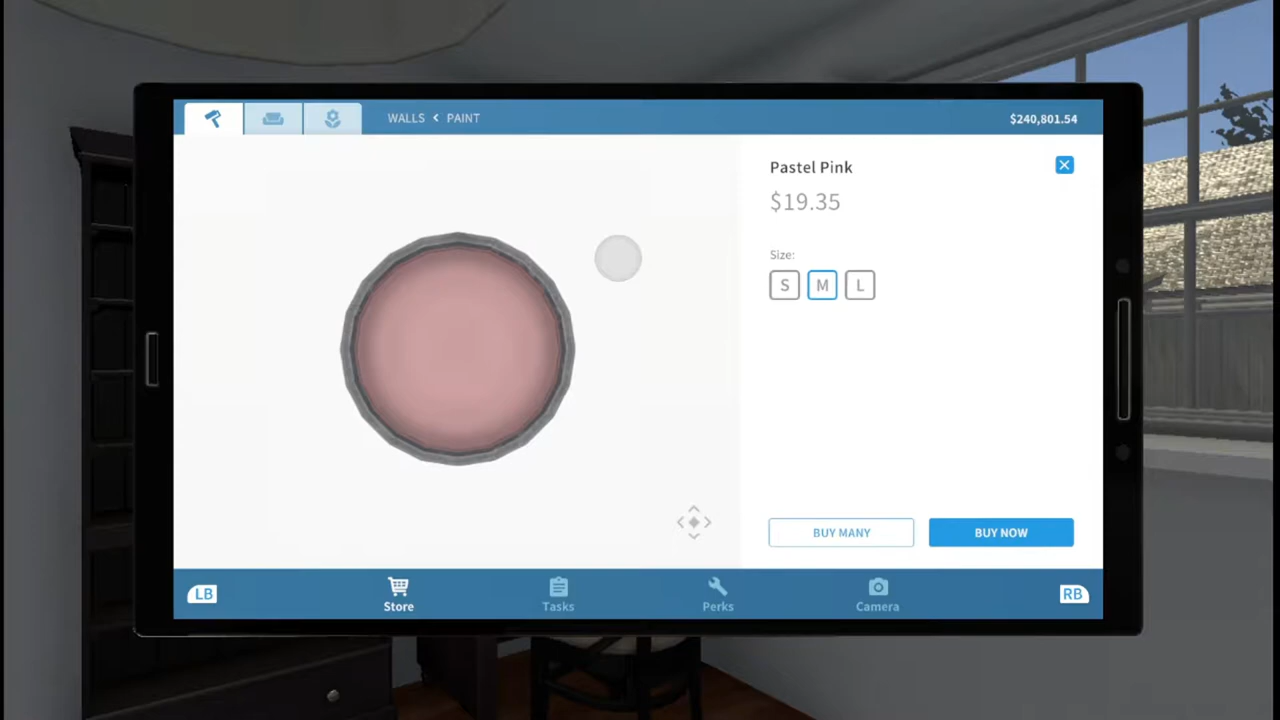 WALLS < PAINT
$240,801.54
Pastel Pink
$19.35
Size:
S M L
BUY MANY
BUY NOW
LB
Store
Tasks
Perks
Camera
RB